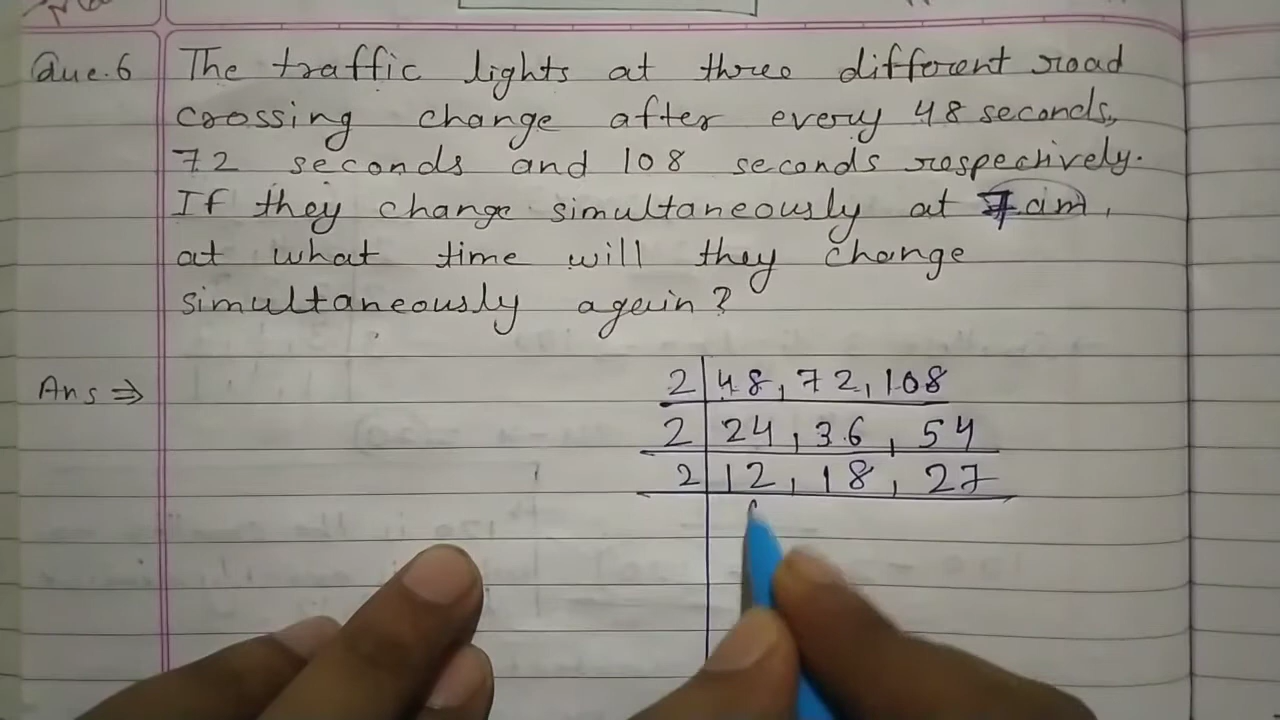 Que.6 The traffic lights at three different road
crossing change after every 48 seconds,
72 seconds and 108 seconds respectively.
If they change simultaneously at 7 am,
at what time will they change
simultaneously again?
Ans ⇒
2 48, 72, 108
2 24, 36, 54
2 12, 18, 27